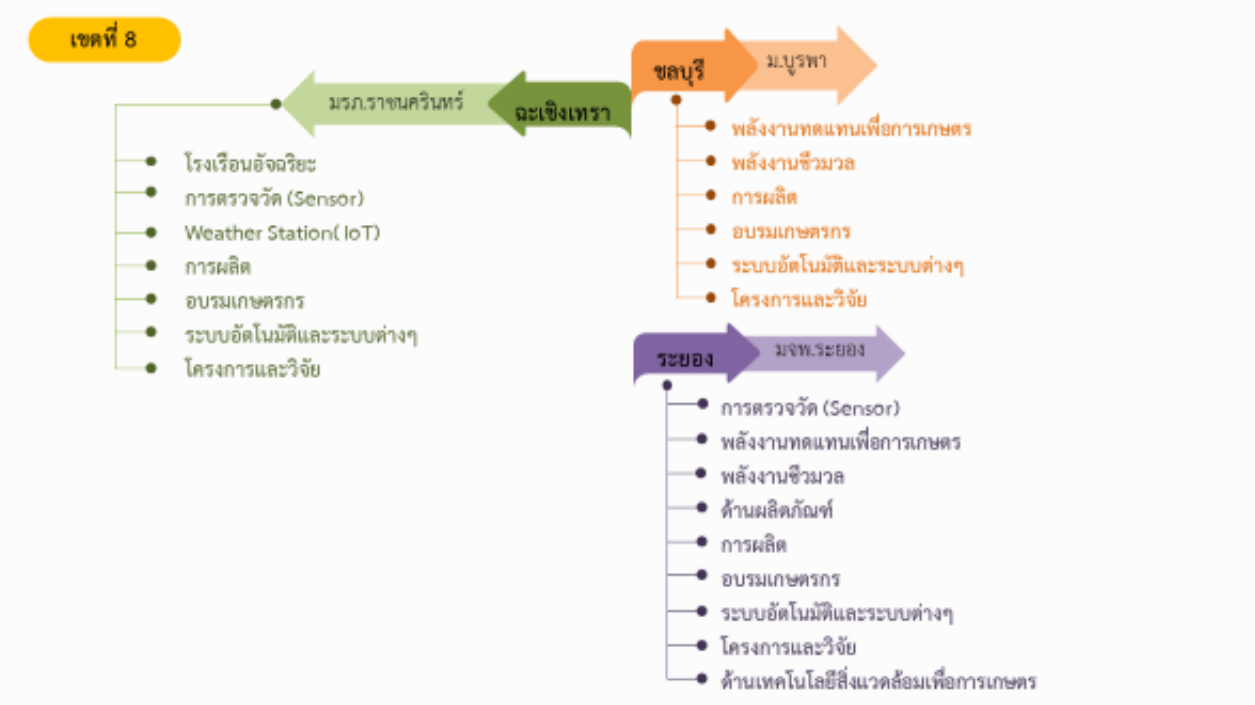 เขตที่ 8
มรภ.ราชนครินทร์
ฉะเชิงเทรา
โรงเรือนอัจฉริยะ
การตรวจวัด (Sensor)
Weather Station( IoT)
การผลิต
อบรมเกษตรกร
ระบบอัตโนมัติและระบบต่างๆ
โครงการและวิจัย
ชลบุรี
ม.บูรพา
พลังงานทดแทนเพื่อการเกษตร
พลังงานชีวมวล
การผลิต
อบรมเกษตรกร
ระบบอัตโนมัติและระบบต่างๆ
โครงการและวิจัย
ระยอง
มจพ.ระยอง
การตรวจวัด (Sensor)
พลังงานทดแทนเพื่อการเกษตร
พลังงานชีวมวล
ด้านผลิตภัณฑ์
การผลิต
อบรมเกษตรกร
ระบบอัตโนมัติและระบบต่างๆ
โครงการและวิจัย
ด้านเทคโนโลยีสิ่งแวดล้อมเพื่อการเกษตร